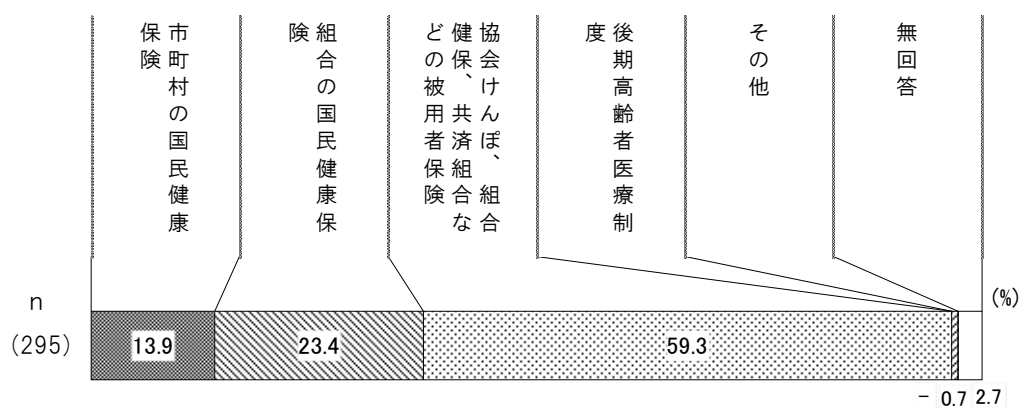 市町村の国民健康
保険
組合の国民健康保
険
協会けんぽ、組合
健保、共済組合な
どの被用者保険
後期高齢者医療制
度
その他
無回答
n
(%)
(295)
13.9
23.4
59.3
-
0.7
2.7